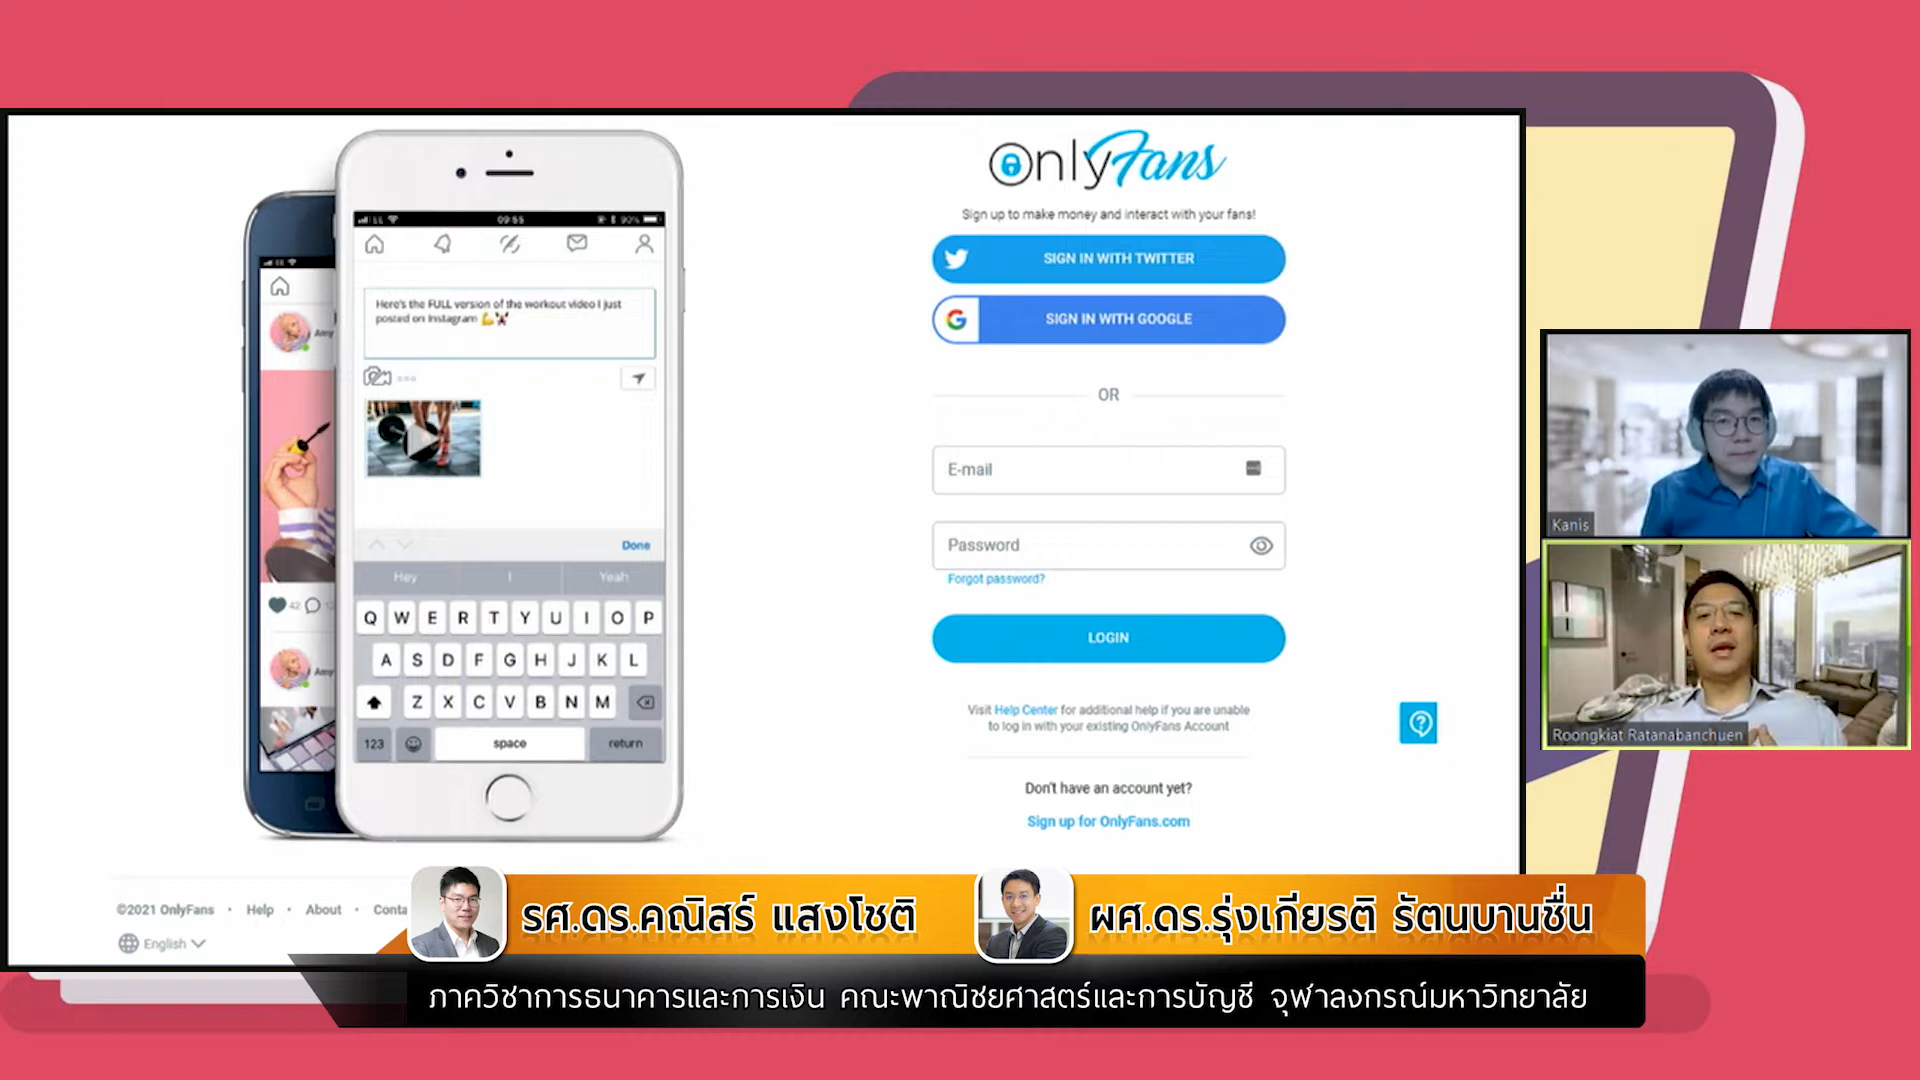 OnlyFans
Sign up to make money and interact with your fans!
SIGN IN WITH TWITTER
SIGN IN WITH GOOGLE
OR
E-mail
Password
Forgot password?
LOGIN
Visit Help Center for additional help if you are unable
to log in with your existing OnlyFans Account
Don't have an account yet?
Sign up for OnlyFans.com
09:55
90%
Here's the FULL version of the workout video I just
posted on Instagram 💪🏋
Done
Hey I Yeah
Q W E R T Y U I O P
A S D F G H J K L
Z X C V B N M
123 space return
Amy
42
Amy
Kanis
Roongkiat Ratanabanchuen
©2021 OnlyFans · Help · About ·
English
รศ.ดร.คณิสร์ แสงโชติ
ผศ.ดร.รุ่งเกียรติ รัตนบานชื่น
ภาควิชาการธนาคารและการเงิน คณะพาณิชยศาสตร์และการบัญชี จุฬาลงกรณ์มหาวิทยาลัย